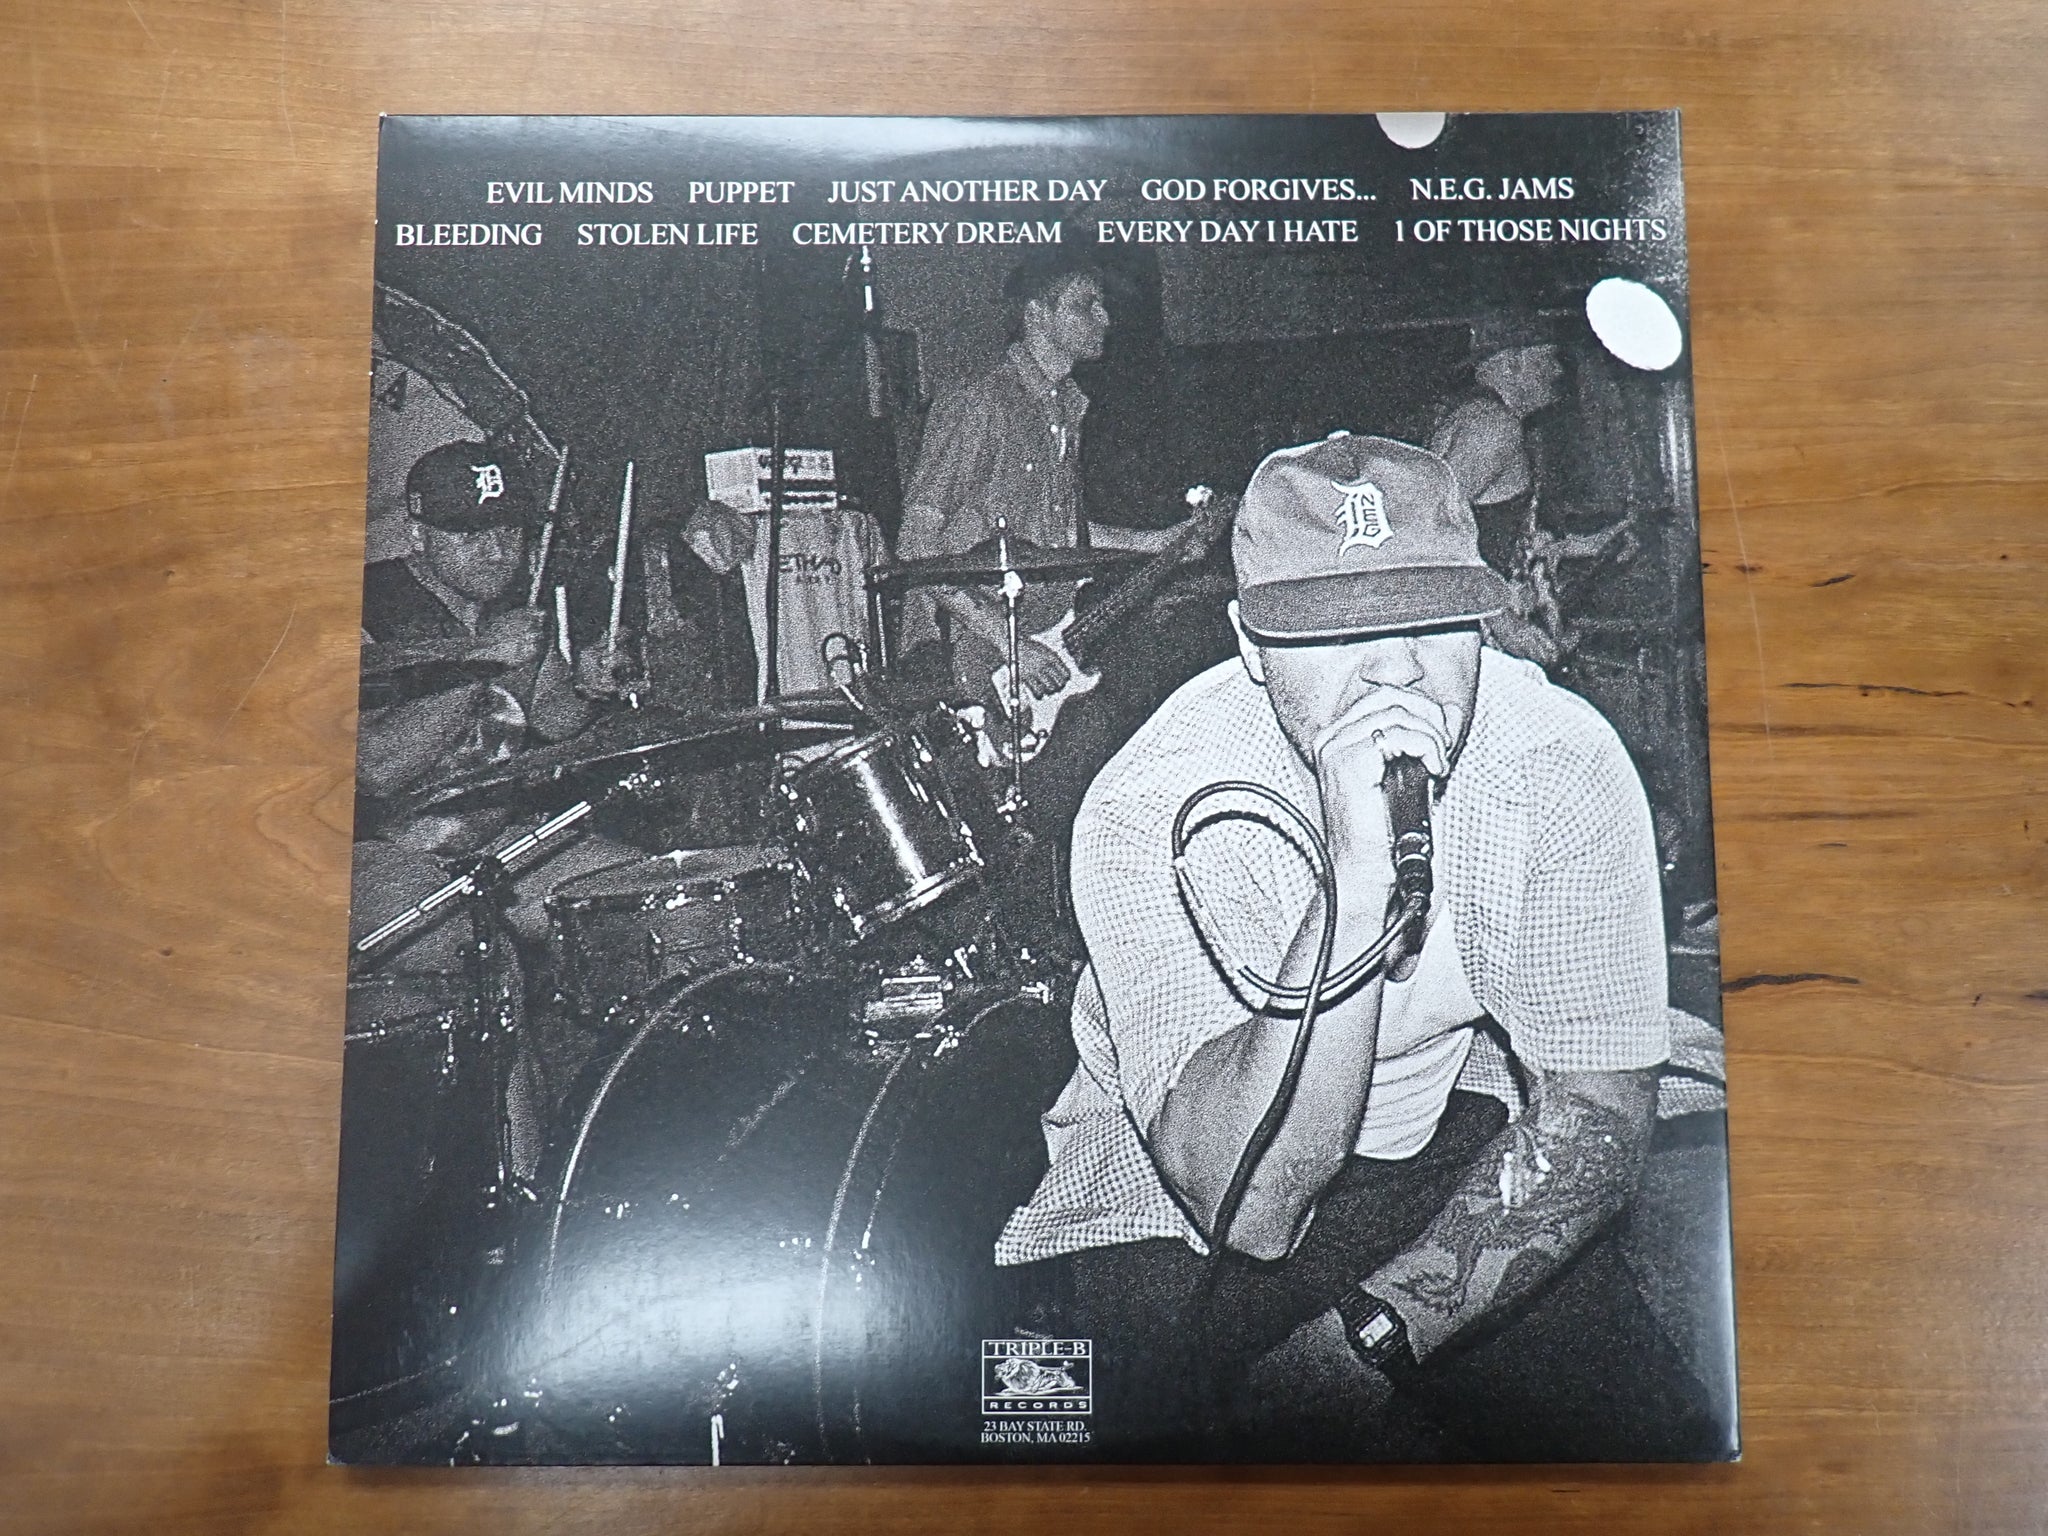 EVIL MINDS PUPPET JUST ANOTHER DAY GOD FORGIVES... N.E.G. JAMS
BLEEDING STOLEN LIFE CEMETERY DREAM EVERY DAY I HATE 1 OF THOSE NIGHTS
D
D
NEG
TRIPLE-B
RECORDS
23 BAY STATE RD.
BOSTON, MA 02215